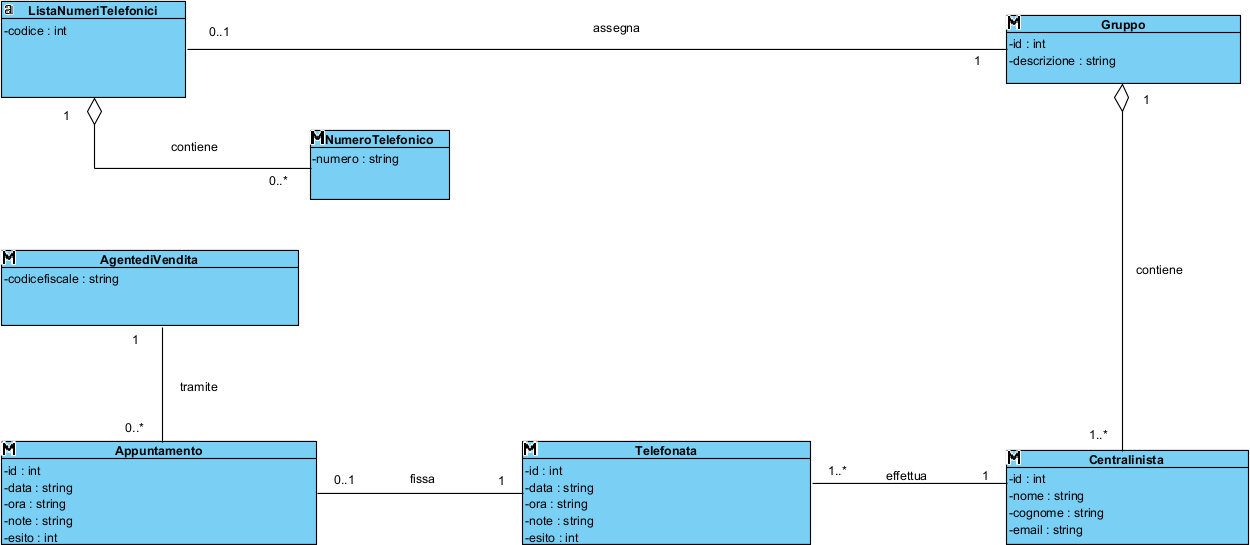 a ListaNumeriTelefonici
-codice : int
0..1
assegna
1
M Gruppo
-id : int
-descrizione : string
1
contiene
0..*
M NumeroTelefonico
-numero : string
1
contiene
1..*
M AgentediVendita
-codicefiscale : string
1
tramite
0..*
M Appuntamento
-id : int
-data : string
-ora : string
-note : string
-esito : int
0..1
fissa
1
M Telefonata
-id : int
-data : string
-ora : string
-note : string
-esito : int
1..*
effettua
1
M Centralinista
-id : int
-nome : string
-cognome : string
-email : string